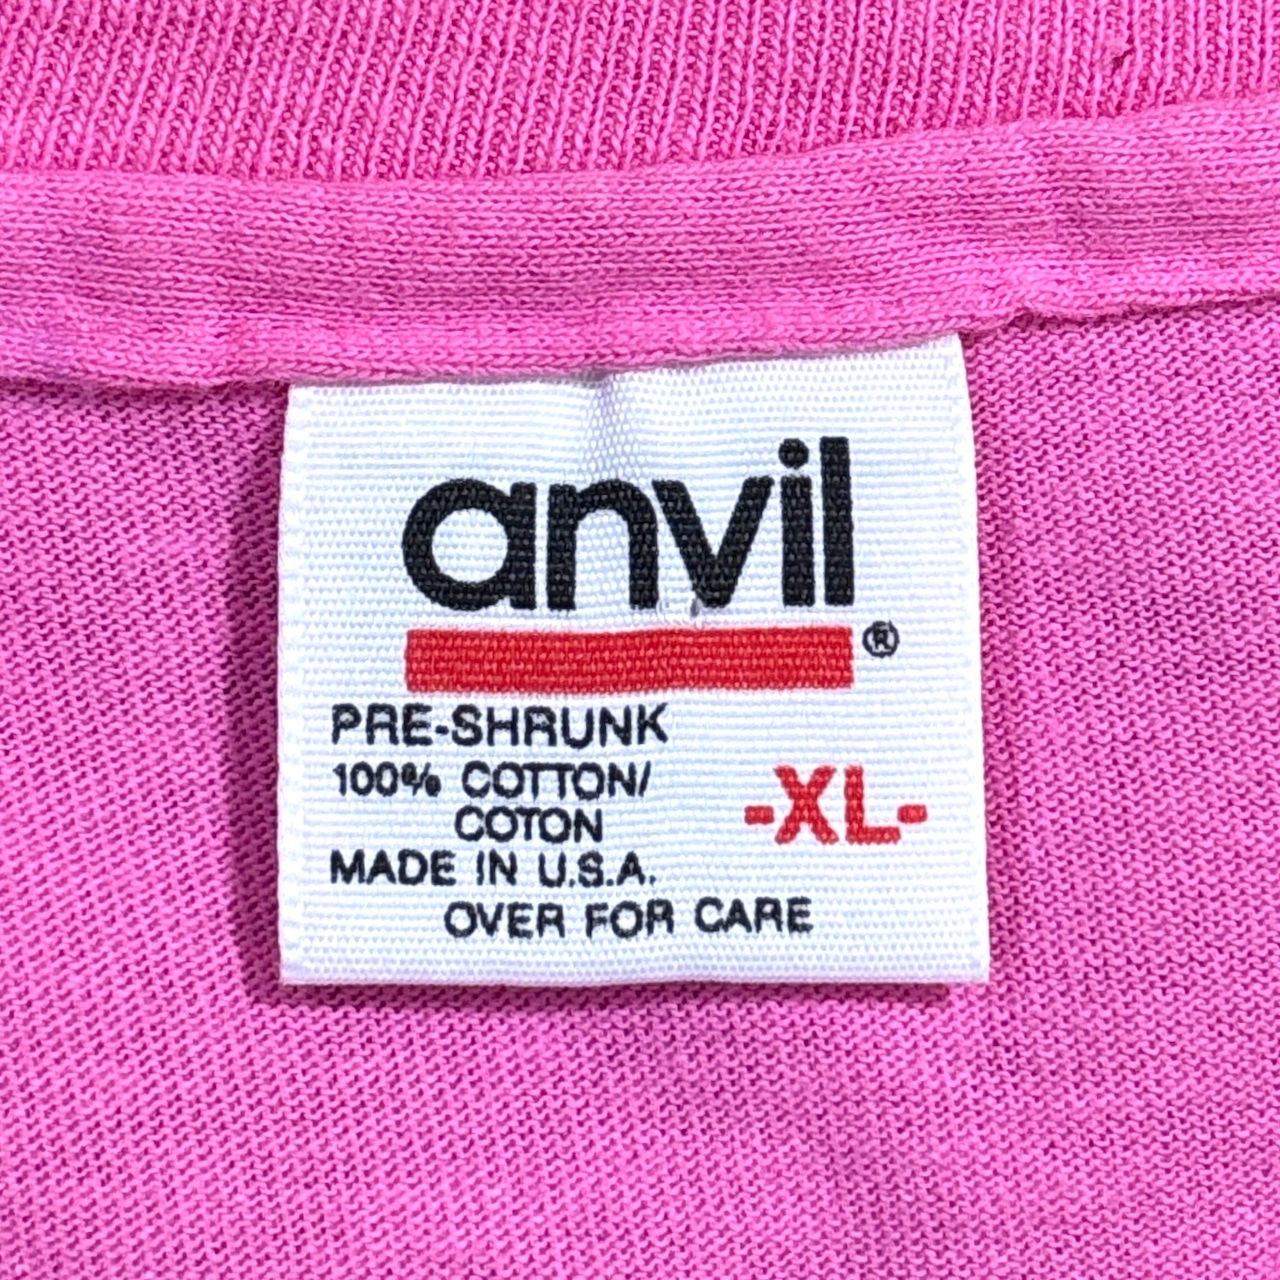 anvil®
PRE-SHRUNK
100% COTTON/
COTON
-XL-
MADE IN U.S.A.
OVER FOR CARE